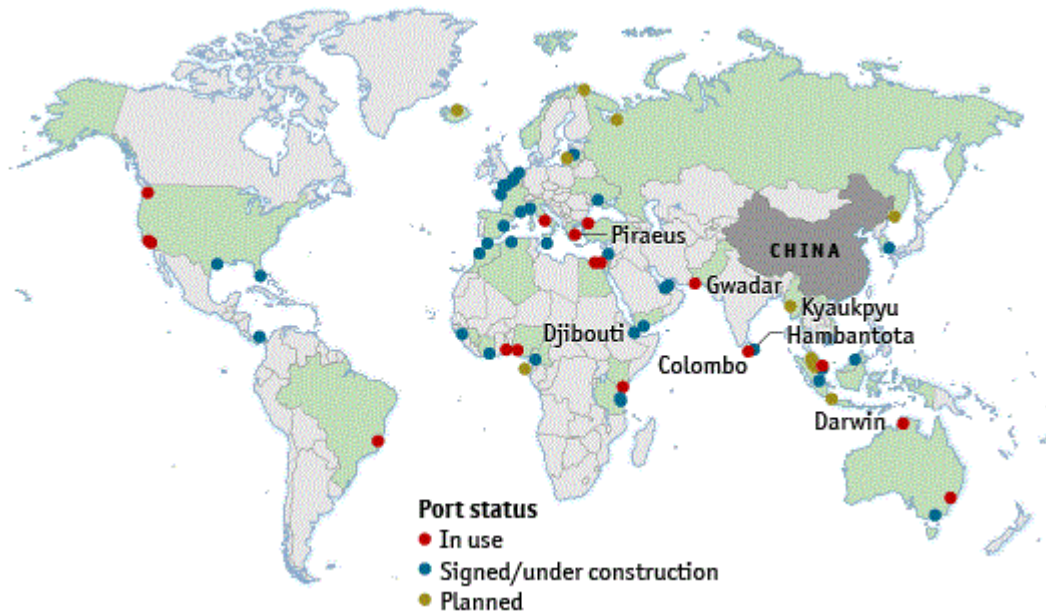 Piraeus
CHINA
Gwadar
Kyaukpyu
Djibouti
Hambantota
Colombo
Darwin
Port status
In use
Signed/under construction
Planned